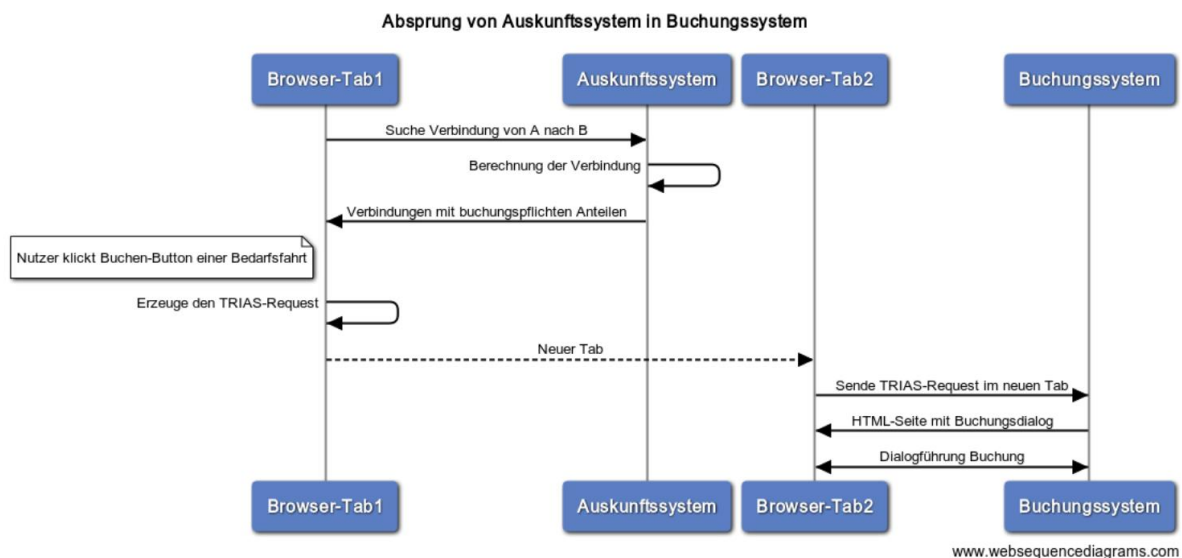 Absprung von Auskunftssystem in Buchungssystem
Browser-Tab1 Auskunftssystem Browser-Tab2 Buchungssystem
Suche Verbindung von A nach B
Berechnung der Verbindung
Verbindungen mit buchungspflichten Anteilen
Nutzer klickt Buchen-Button einer Bedarfsfahrt
Erzeuge den TRIAS-Request
Neuer Tab
Sende TRIAS-Request im neuen Tab
HTML-Seite mit Buchungsdialog
Dialogführung Buchung
Browser-Tab1 Auskunftssystem Browser-Tab2 Buchungssystem
www.websequencediagrams.com